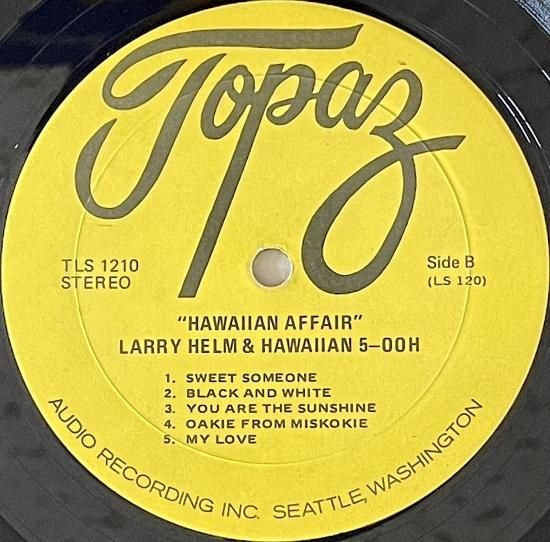 Topaz
TLS 1210
STEREO
Side B
(LS 120)
"HAWAIIAN AFFAIR"
LARRY HELM & HAWAIIAN 5–OOH
1. SWEET SOMEONE
2. BLACK AND WHITE
3. YOU ARE THE SUNSHINE
4. OAKIE FROM MISKOKIE
5. MY LOVE
AUDIO RECORDING INC. SEATTLE, WASHINGTON